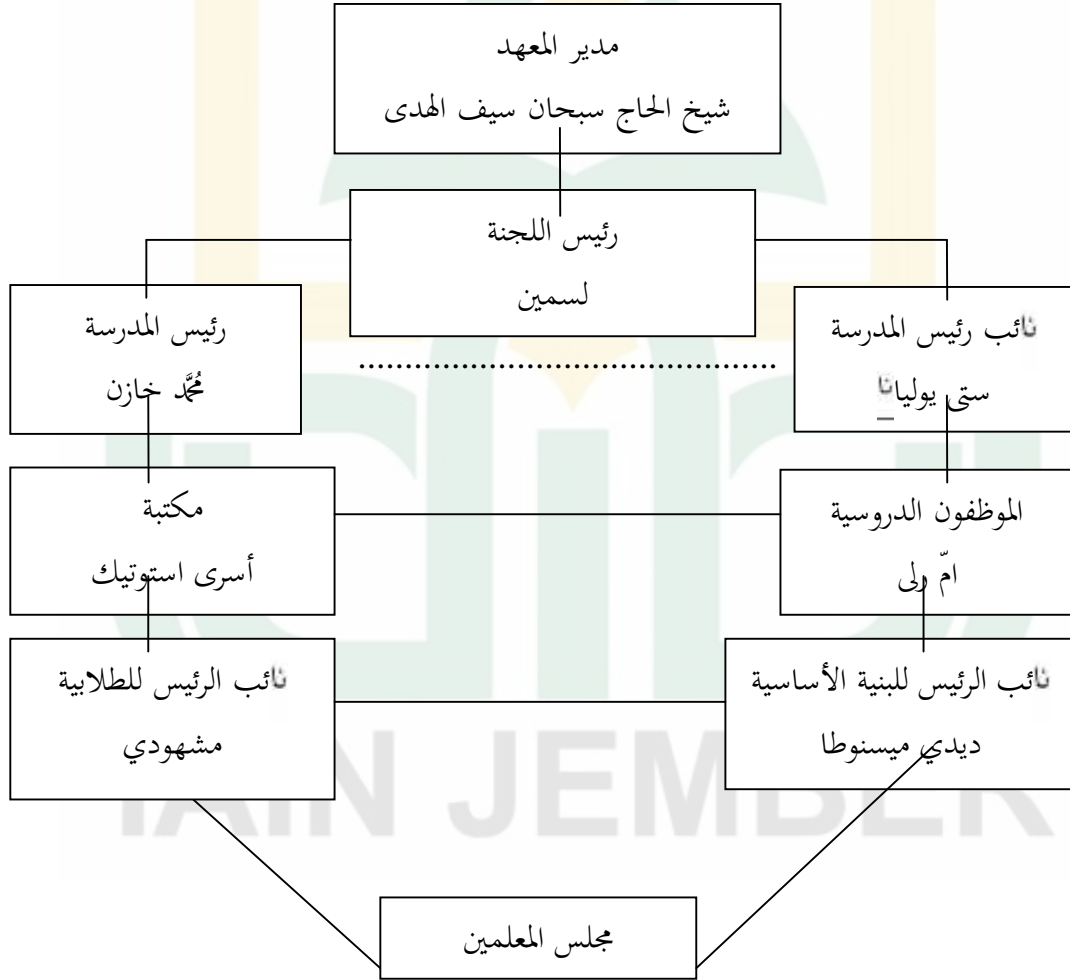 مدير المعهد
شيخ الحاج سبحان سيف الهدى
رئيس اللجنة
لسمين
رئيس المدرسة
مُحَمَّد خازن
نائب رئيس المدرسة
ستى يوليانا
مكتبة
أسرى استوتيك
الموظفون الدروسية
امّ رلى
نائب الرئيس للطلابية
مشهودي
نائب الرئيس للبنية الأساسية
ديدي ميسنوطا
IAIN JEMBER
مجلس المعلمين